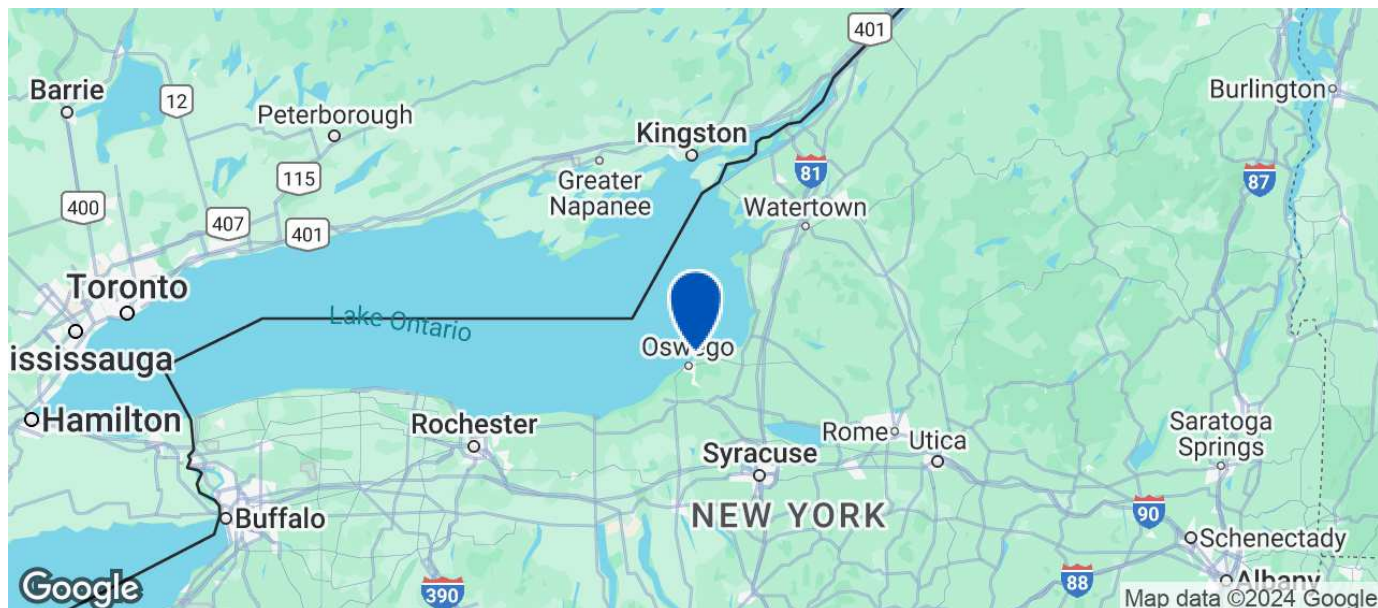 401
Barrie
12
Burlington
Peterborough
Kingston
115
Greater
Napanee
81
87
400
407
401
Watertown
Toronto
Lake Ontario
Oswego
ississauga
Hamilton
Rochester
Rome
Utica
Saratoga
Springs
Syracuse
Buffalo
NEW YORK
90
Schenectady
Google
390
88
Albany
Map data ©2024 Google